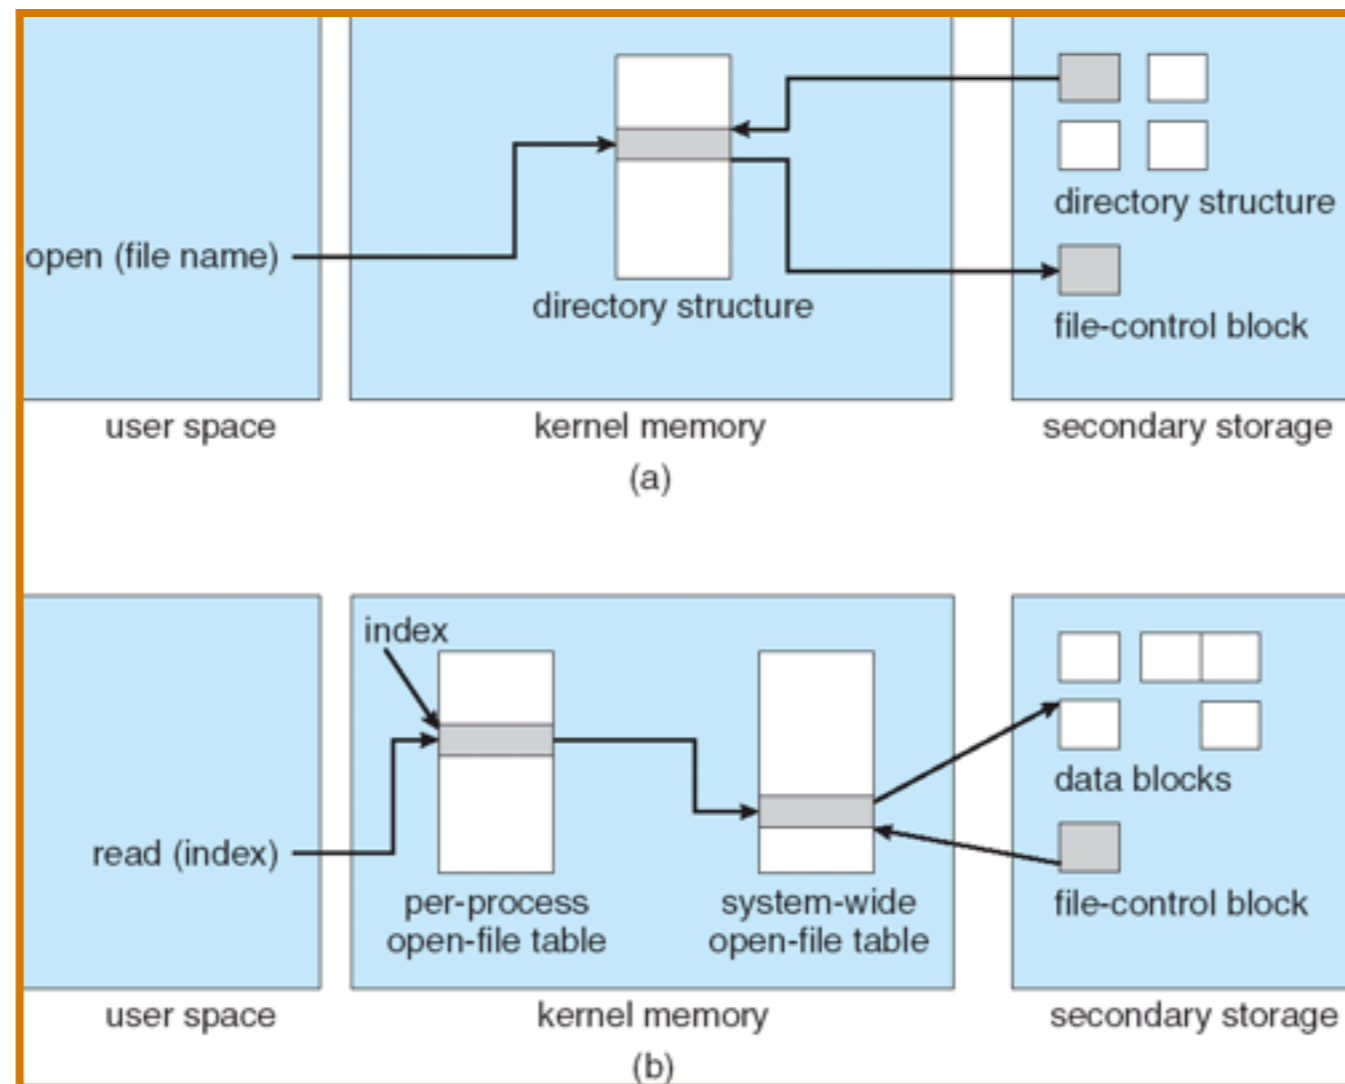 directory structure
open (file name)
directory structure
file-control block
user space
kernel memory
secondary storage
(a)
index
data blocks
read (index)
per-process
open-file table
system-wide
open-file table
file-control block
user space
kernel memory
secondary storage
(b)